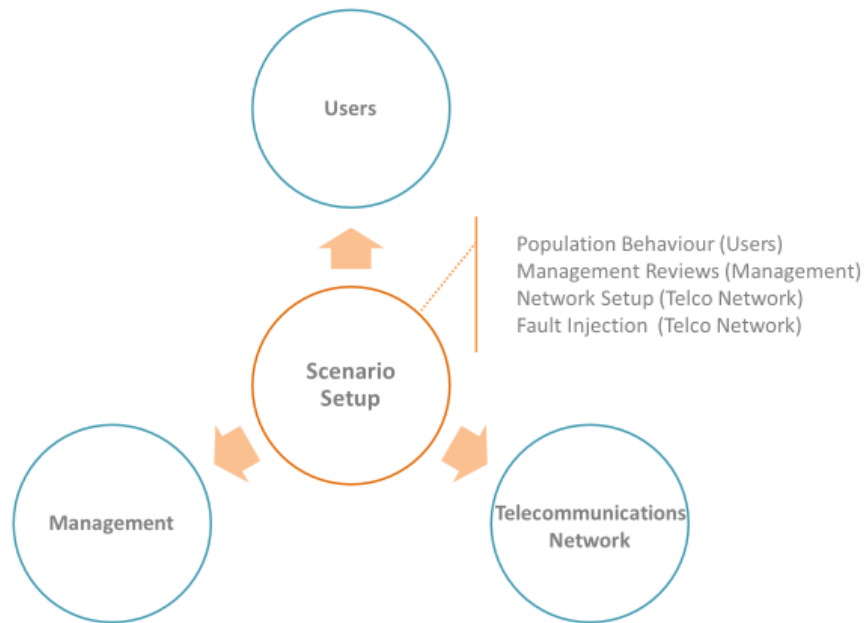 Users
Population Behaviour (Users)
Management Reviews (Management)
Network Setup (Telco Network)
Fault Injection (Telco Network)
Scenario
Setup
Management
Telecommunications
Network